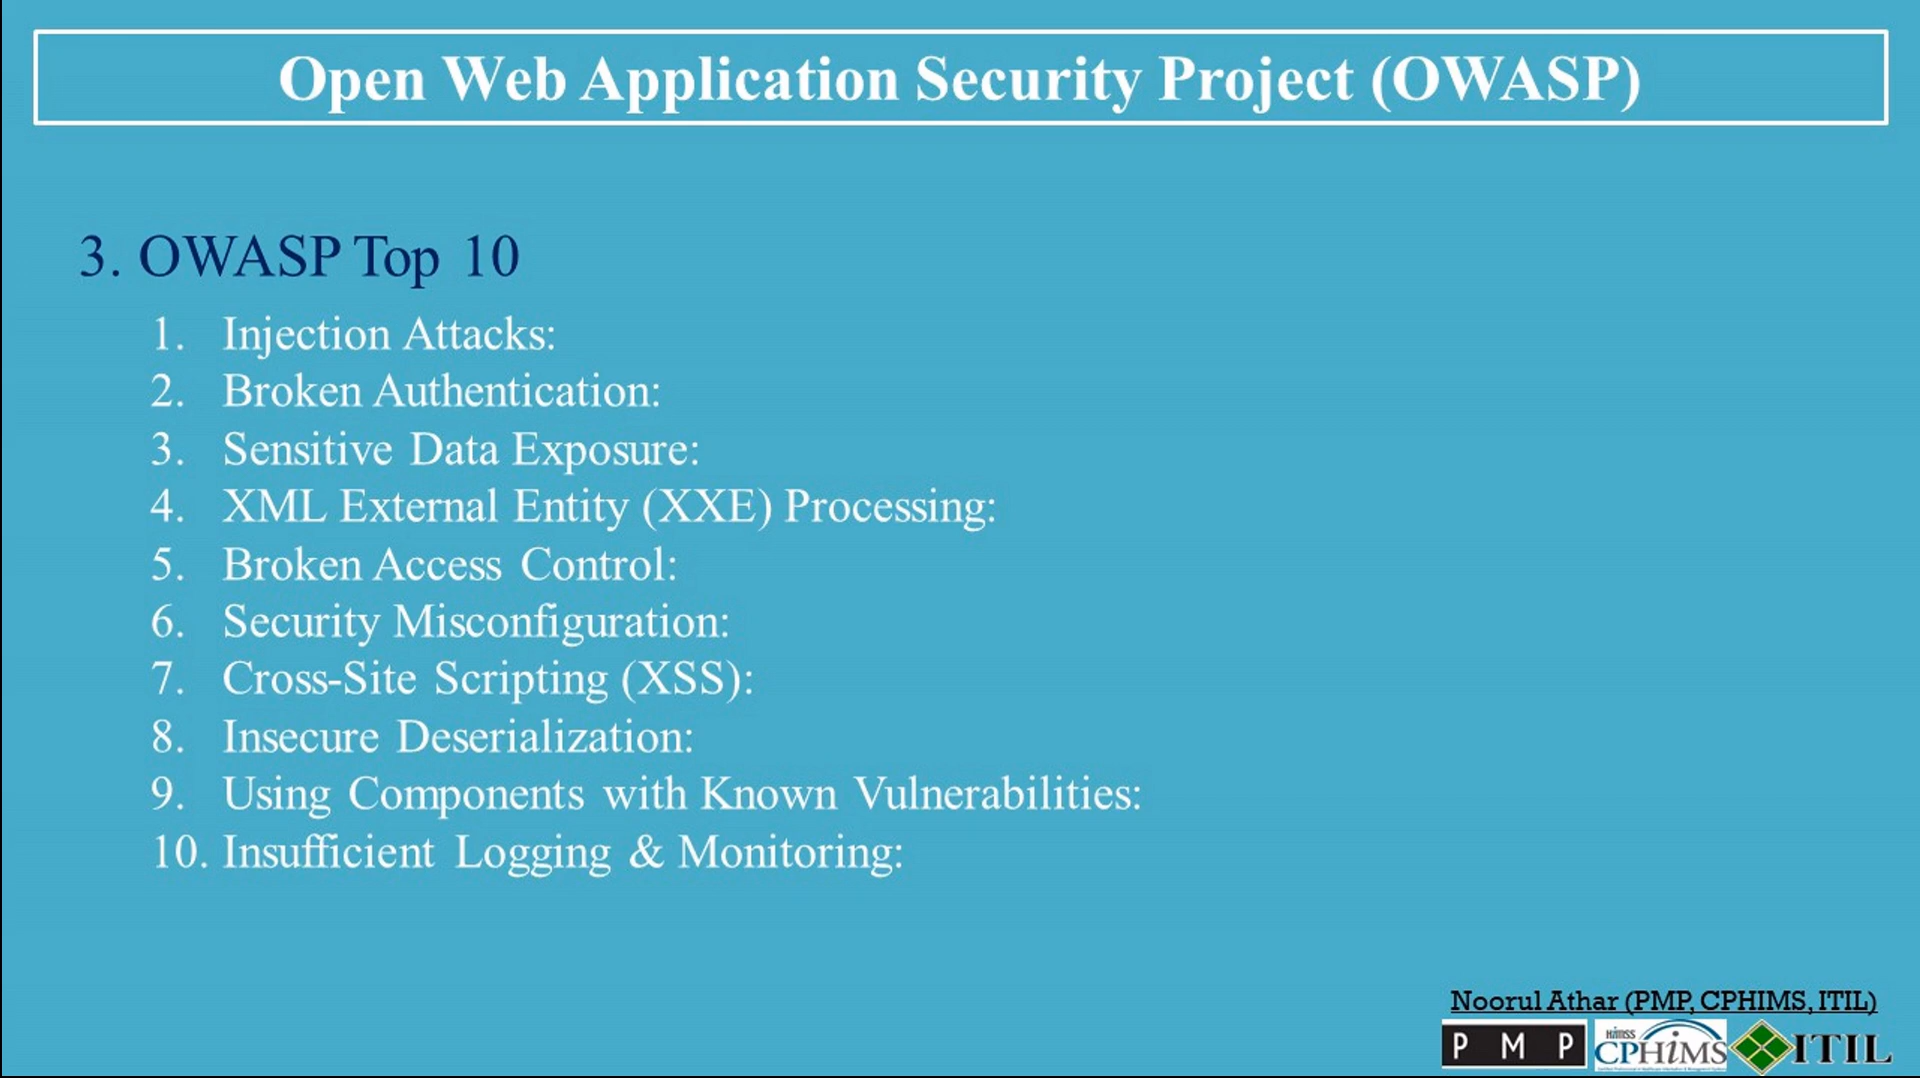 Open Web Application Security Project (OWASP)
3. OWASP Top 10
1. Injection Attacks:
2. Broken Authentication:
3. Sensitive Data Exposure:
4. XML External Entity (XXE) Processing:
5. Broken Access Control:
6. Security Misconfiguration:
7. Cross-Site Scripting (XSS):
8. Insecure Deserialization:
9. Using Components with Known Vulnerabilities:
10. Insufficient Logging & Monitoring:
Noorul Athar (PMP, CPHIMS, ITIL)
P M P
HIMSS
CPHIMS
ITIL